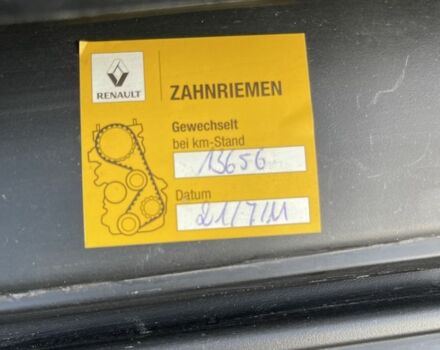 RENAULT
ZAHNRIEMEN
Gewechselt
bei km-Stand
13656
Datum
21/7/11